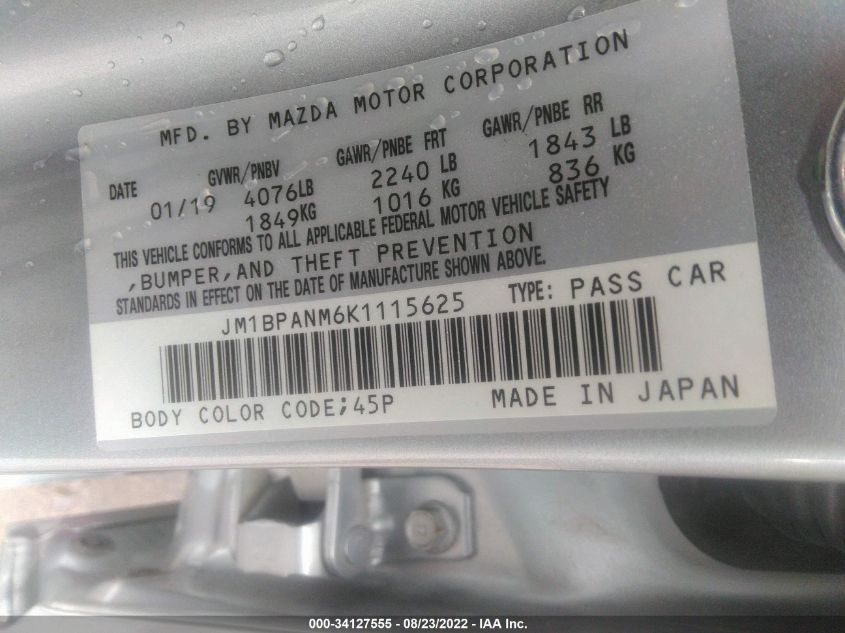 MFD. BY MAZDA MOTOR CORPORATION
DATE GVWR/PNBV GAWR/PNBE FRT GAWR/PNBE RR
01/19 4076LB 2240 LB 1843 LB
1849KG 1016 KG 836 KG
THIS VEHICLE CONFORMS TO ALL APPLICABLE FEDERAL MOTOR VEHICLE SAFETY
,BUMPER,AND THEFT PREVENTION
STANDARDS IN EFFECT ON THE DATE OF MANUFACTURE SHOWN ABOVE.
JM1BPANM6K1115625 TYPE: PASS CAR
BODY COLOR CODE;45P MADE IN JAPAN
000-34127555 - 08/23/2022 - IAA Inc.